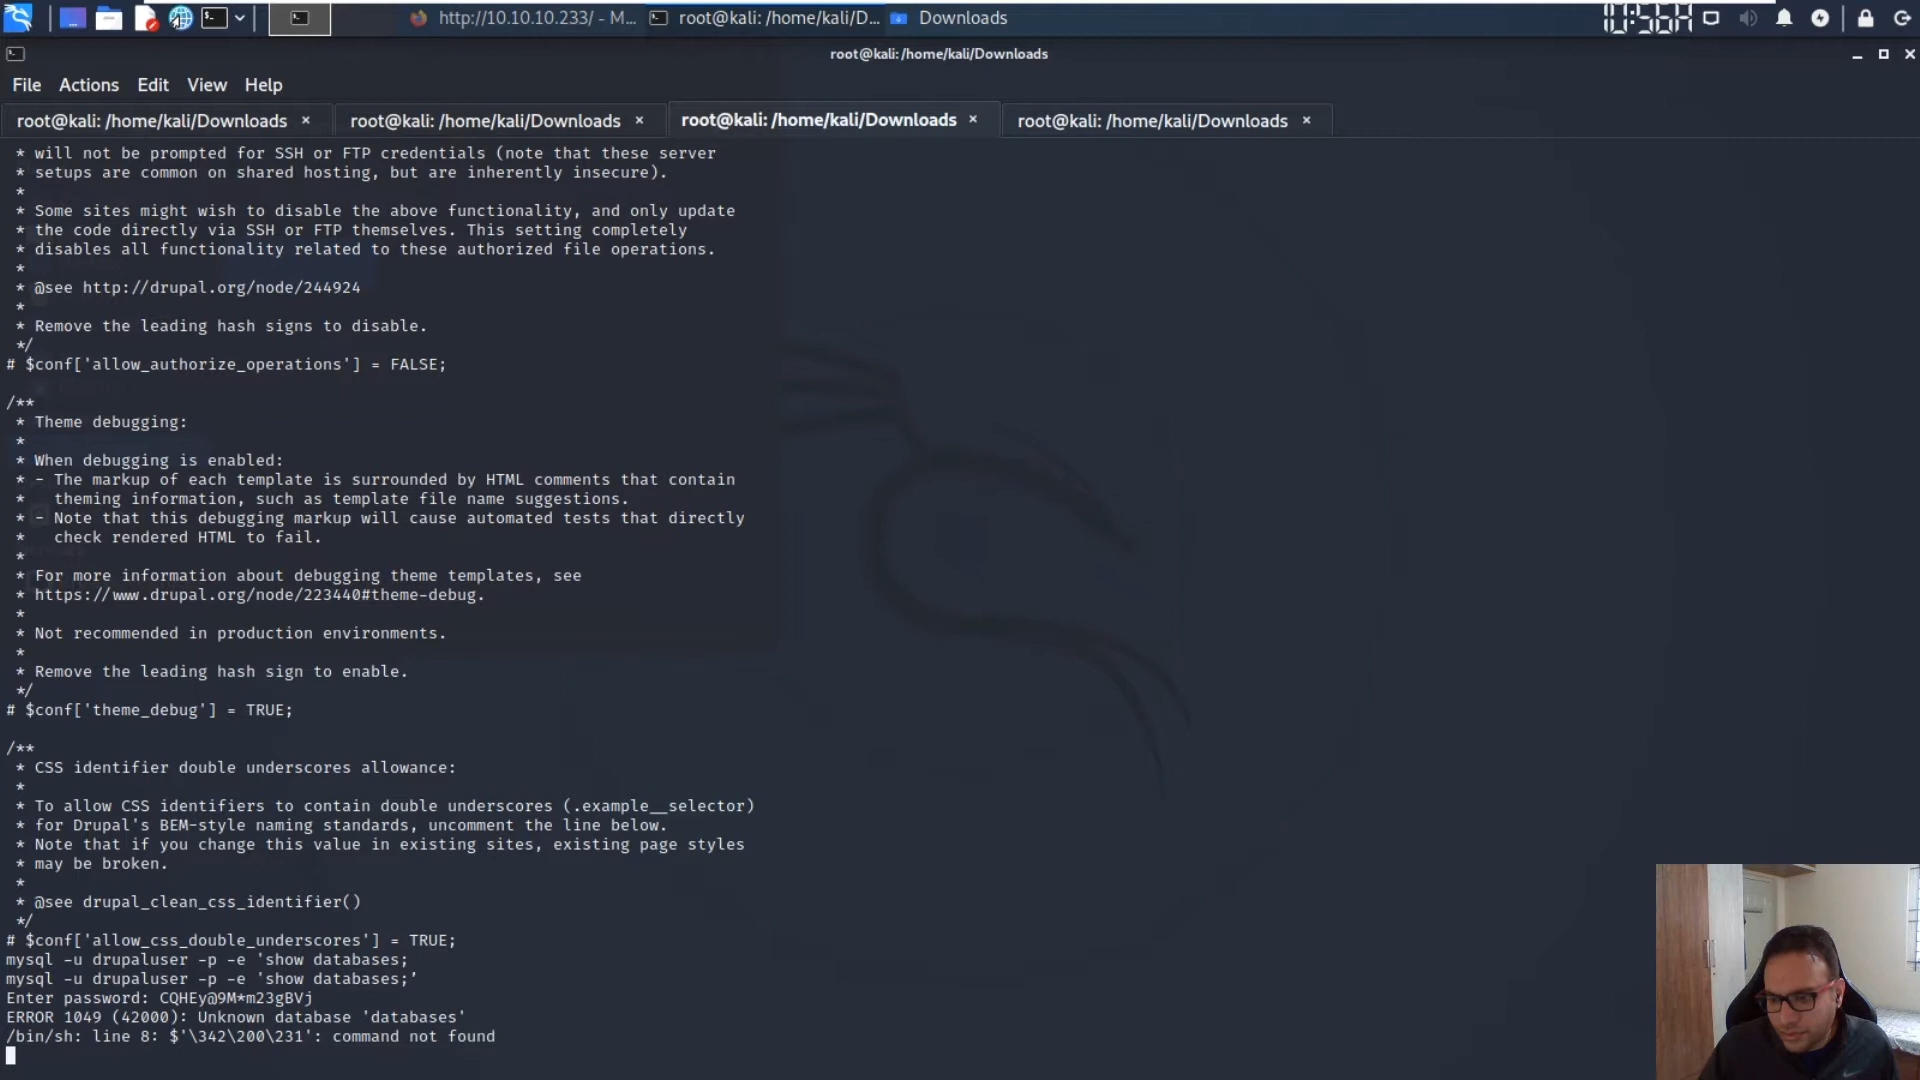 http://10.10.10.233/ - M...
root@kali: /home/kali/D...
Downloads
10:56
root@kali:/home/kali/Downloads
File Actions Edit View Help
root@kali: /home/kali/Downloads × root@kali: /home/kali/Downloads × root@kali: /home/kali/Downloads × root@kali: /home/kali/Downloads ×
* will not be prompted for SSH or FTP credentials (note that these server
* setups are common on shared hosting, but are inherently insecure).
*
* Some sites might wish to disable the above functionality, and only update
* the code directly via SSH or FTP themselves. This setting completely
* disables all functionality related to these authorized file operations.
*
* @see http://drupal.org/node/244924
*
* Remove the leading hash signs to disable.
*/
# $conf['allow_authorize_operations'] = FALSE;
/**
* Theme debugging:
*
* When debugging is enabled:
* - The markup of each template is surrounded by HTML comments that contain
*   theming information, such as template file name suggestions.
* - Note that this debugging markup will cause automated tests that directly
*   check rendered HTML to fail.
*
* For more information about debugging theme templates, see
* https://www.drupal.org/node/223440#theme-debug.
*
* Not recommended in production environments.
*
* Remove the leading hash sign to enable.
*/
# $conf['theme_debug'] = TRUE;
/**
* CSS identifier double underscores allowance:
*
* To allow CSS identifiers to contain double underscores (.example__selector)
* for Drupal's BEM-style naming standards, uncomment the line below.
* Note that if you change this value in existing sites, existing page styles
* may be broken.
*
* @see drupal_clean_css_identifier()
*/
# $conf['allow_css_double_underscores'] = TRUE;
mysql -u drupaluser -p -e 'show databases;
mysql -u drupaluser -p -e 'show databases;’
Enter password: CQHEy@9M*m23gBVj
ERROR 1049 (42000): Unknown database 'databases'
/bin/sh: line 8: $'\342\200\231': command not found